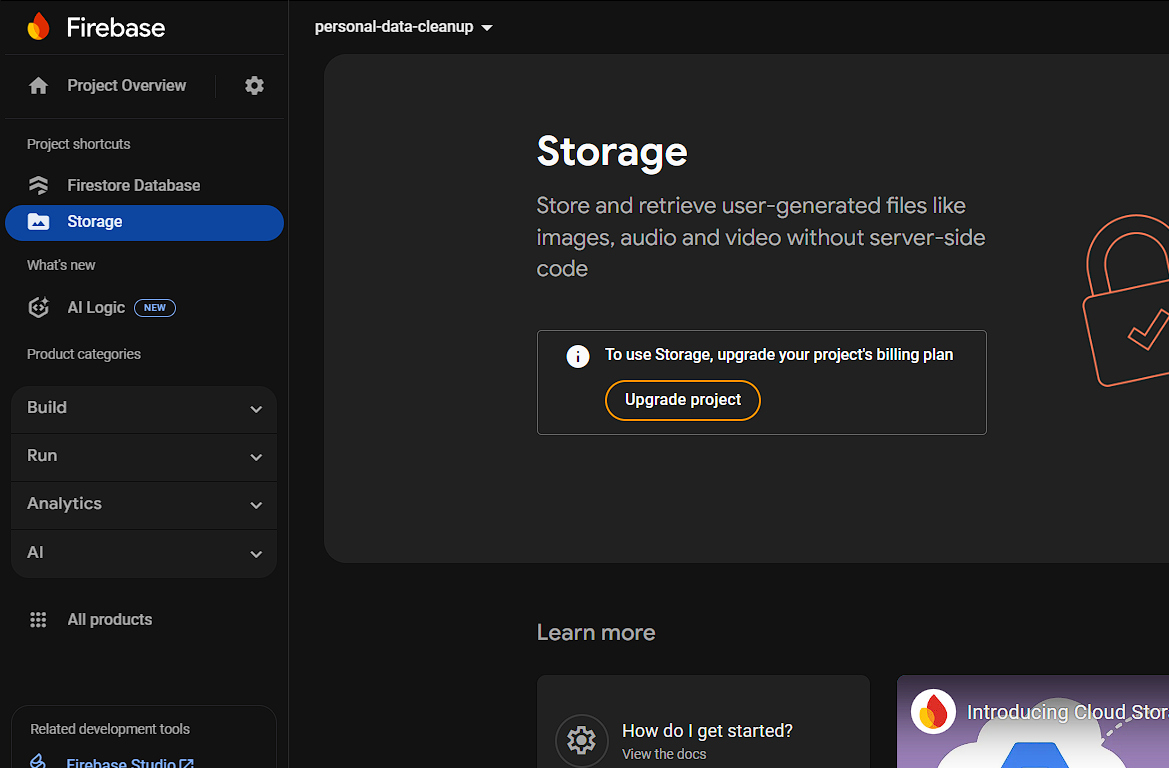 Firebase
personal-data-cleanup
Project Overview
Project shortcuts
Firestore Database
Storage
What's new
AI Logic NEW
Product categories
Build
Run
Analytics
AI
All products
Related development tools
Firebase Studio
Storage
Store and retrieve user-generated files like
images, audio and video without server-side
code
To use Storage, upgrade your project's billing plan
Upgrade project
Learn more
How do I get started?
View the docs
Introducing Cloud Stor